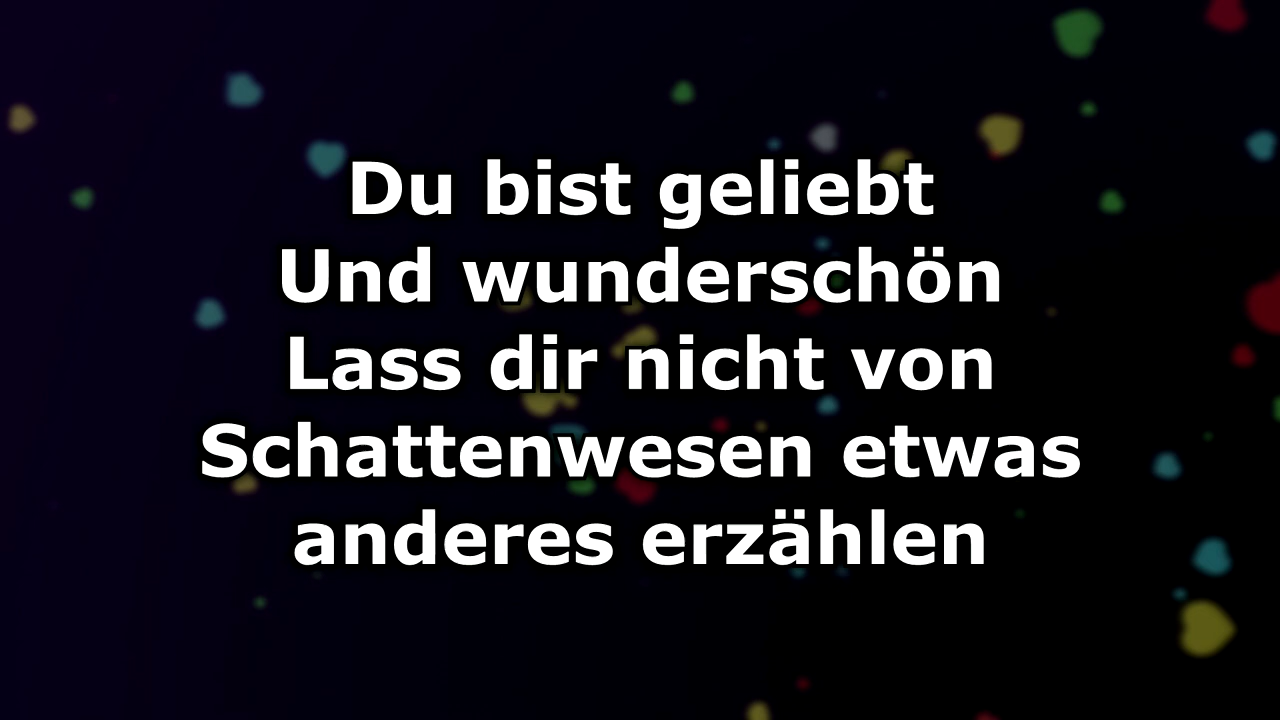 Du bist geliebt
Und wunderschön
Lass dir nicht von
Schattenwesen etwas
anderes erzählen